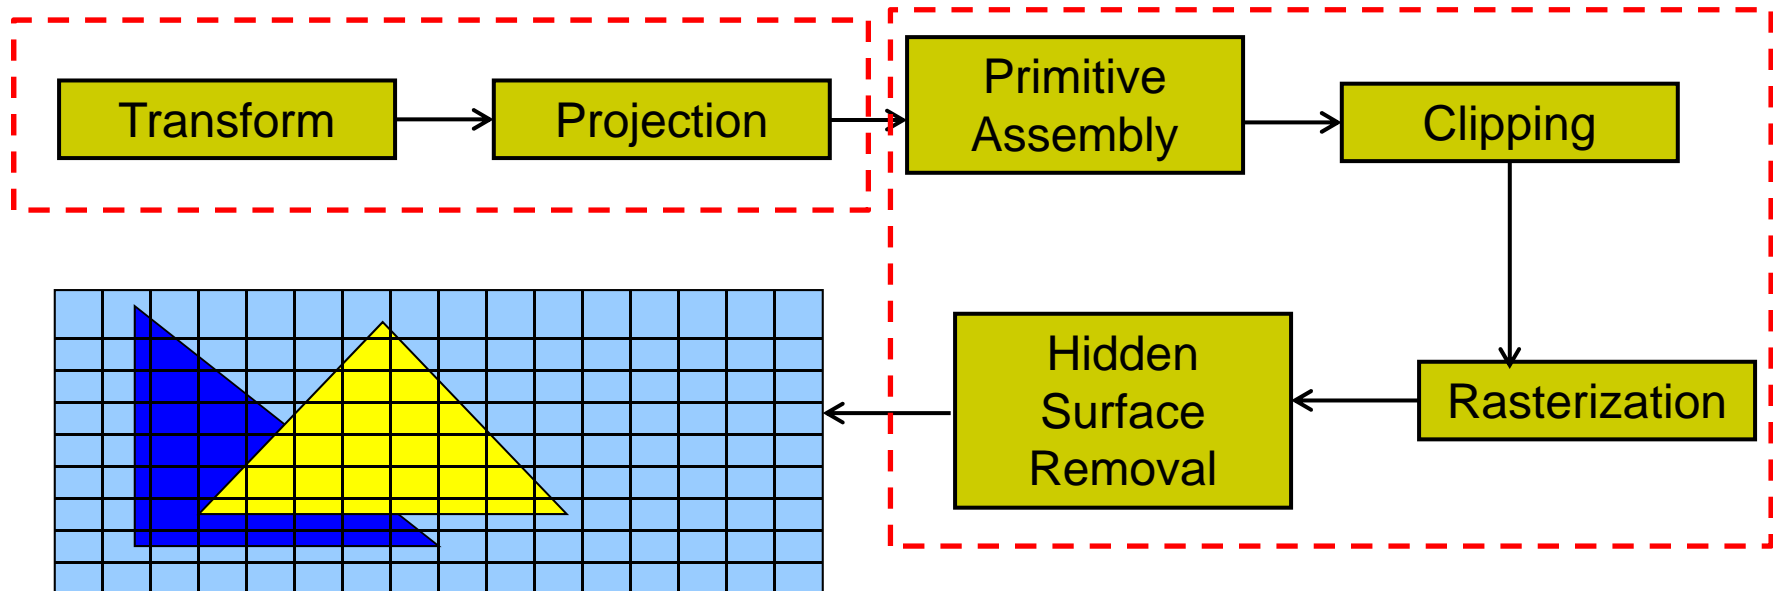 Transform
Projection
Primitive
Assembly
Clipping
Rasterization
Hidden
Surface
Removal